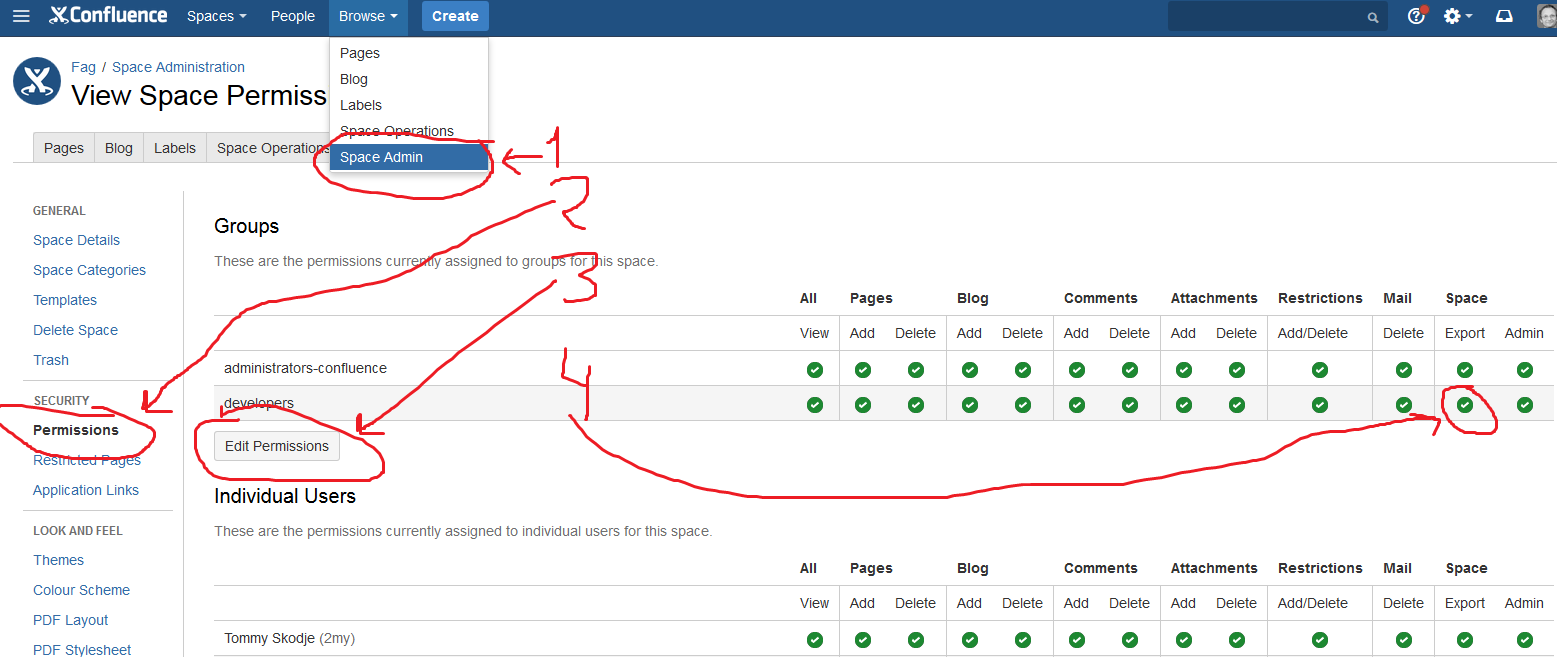 Confluence Spaces People Browse Create
Pages
Blog
Labels
Space Operations
Space Admin
Fag / Space Administration
View Space Permiss
Pages Blog Labels Space Operations
1
2
3
4
GENERAL
Space Details
Space Categories
Templates
Delete Space
Trash
SECURITY
Permissions
Restricted Pages
Application Links
LOOK AND FEEL
Themes
Colour Scheme
PDF Layout
PDF Stylesheet
Groups
These are the permissions currently assigned to groups for this space.
All Pages Blog Comments Attachments Restrictions Mail Space
View Add Delete Add Delete Add Delete Add Delete Add/Delete Delete Export Admin
administrators-confluence
developers
Edit Permissions
Individual Users
These are the permissions currently assigned to individual users for this space.
All Pages Blog Comments Attachments Restrictions Mail Space
View Add Delete Add Delete Add Delete Add Delete Add/Delete Delete Export Admin
Tommy Skodje (2my)